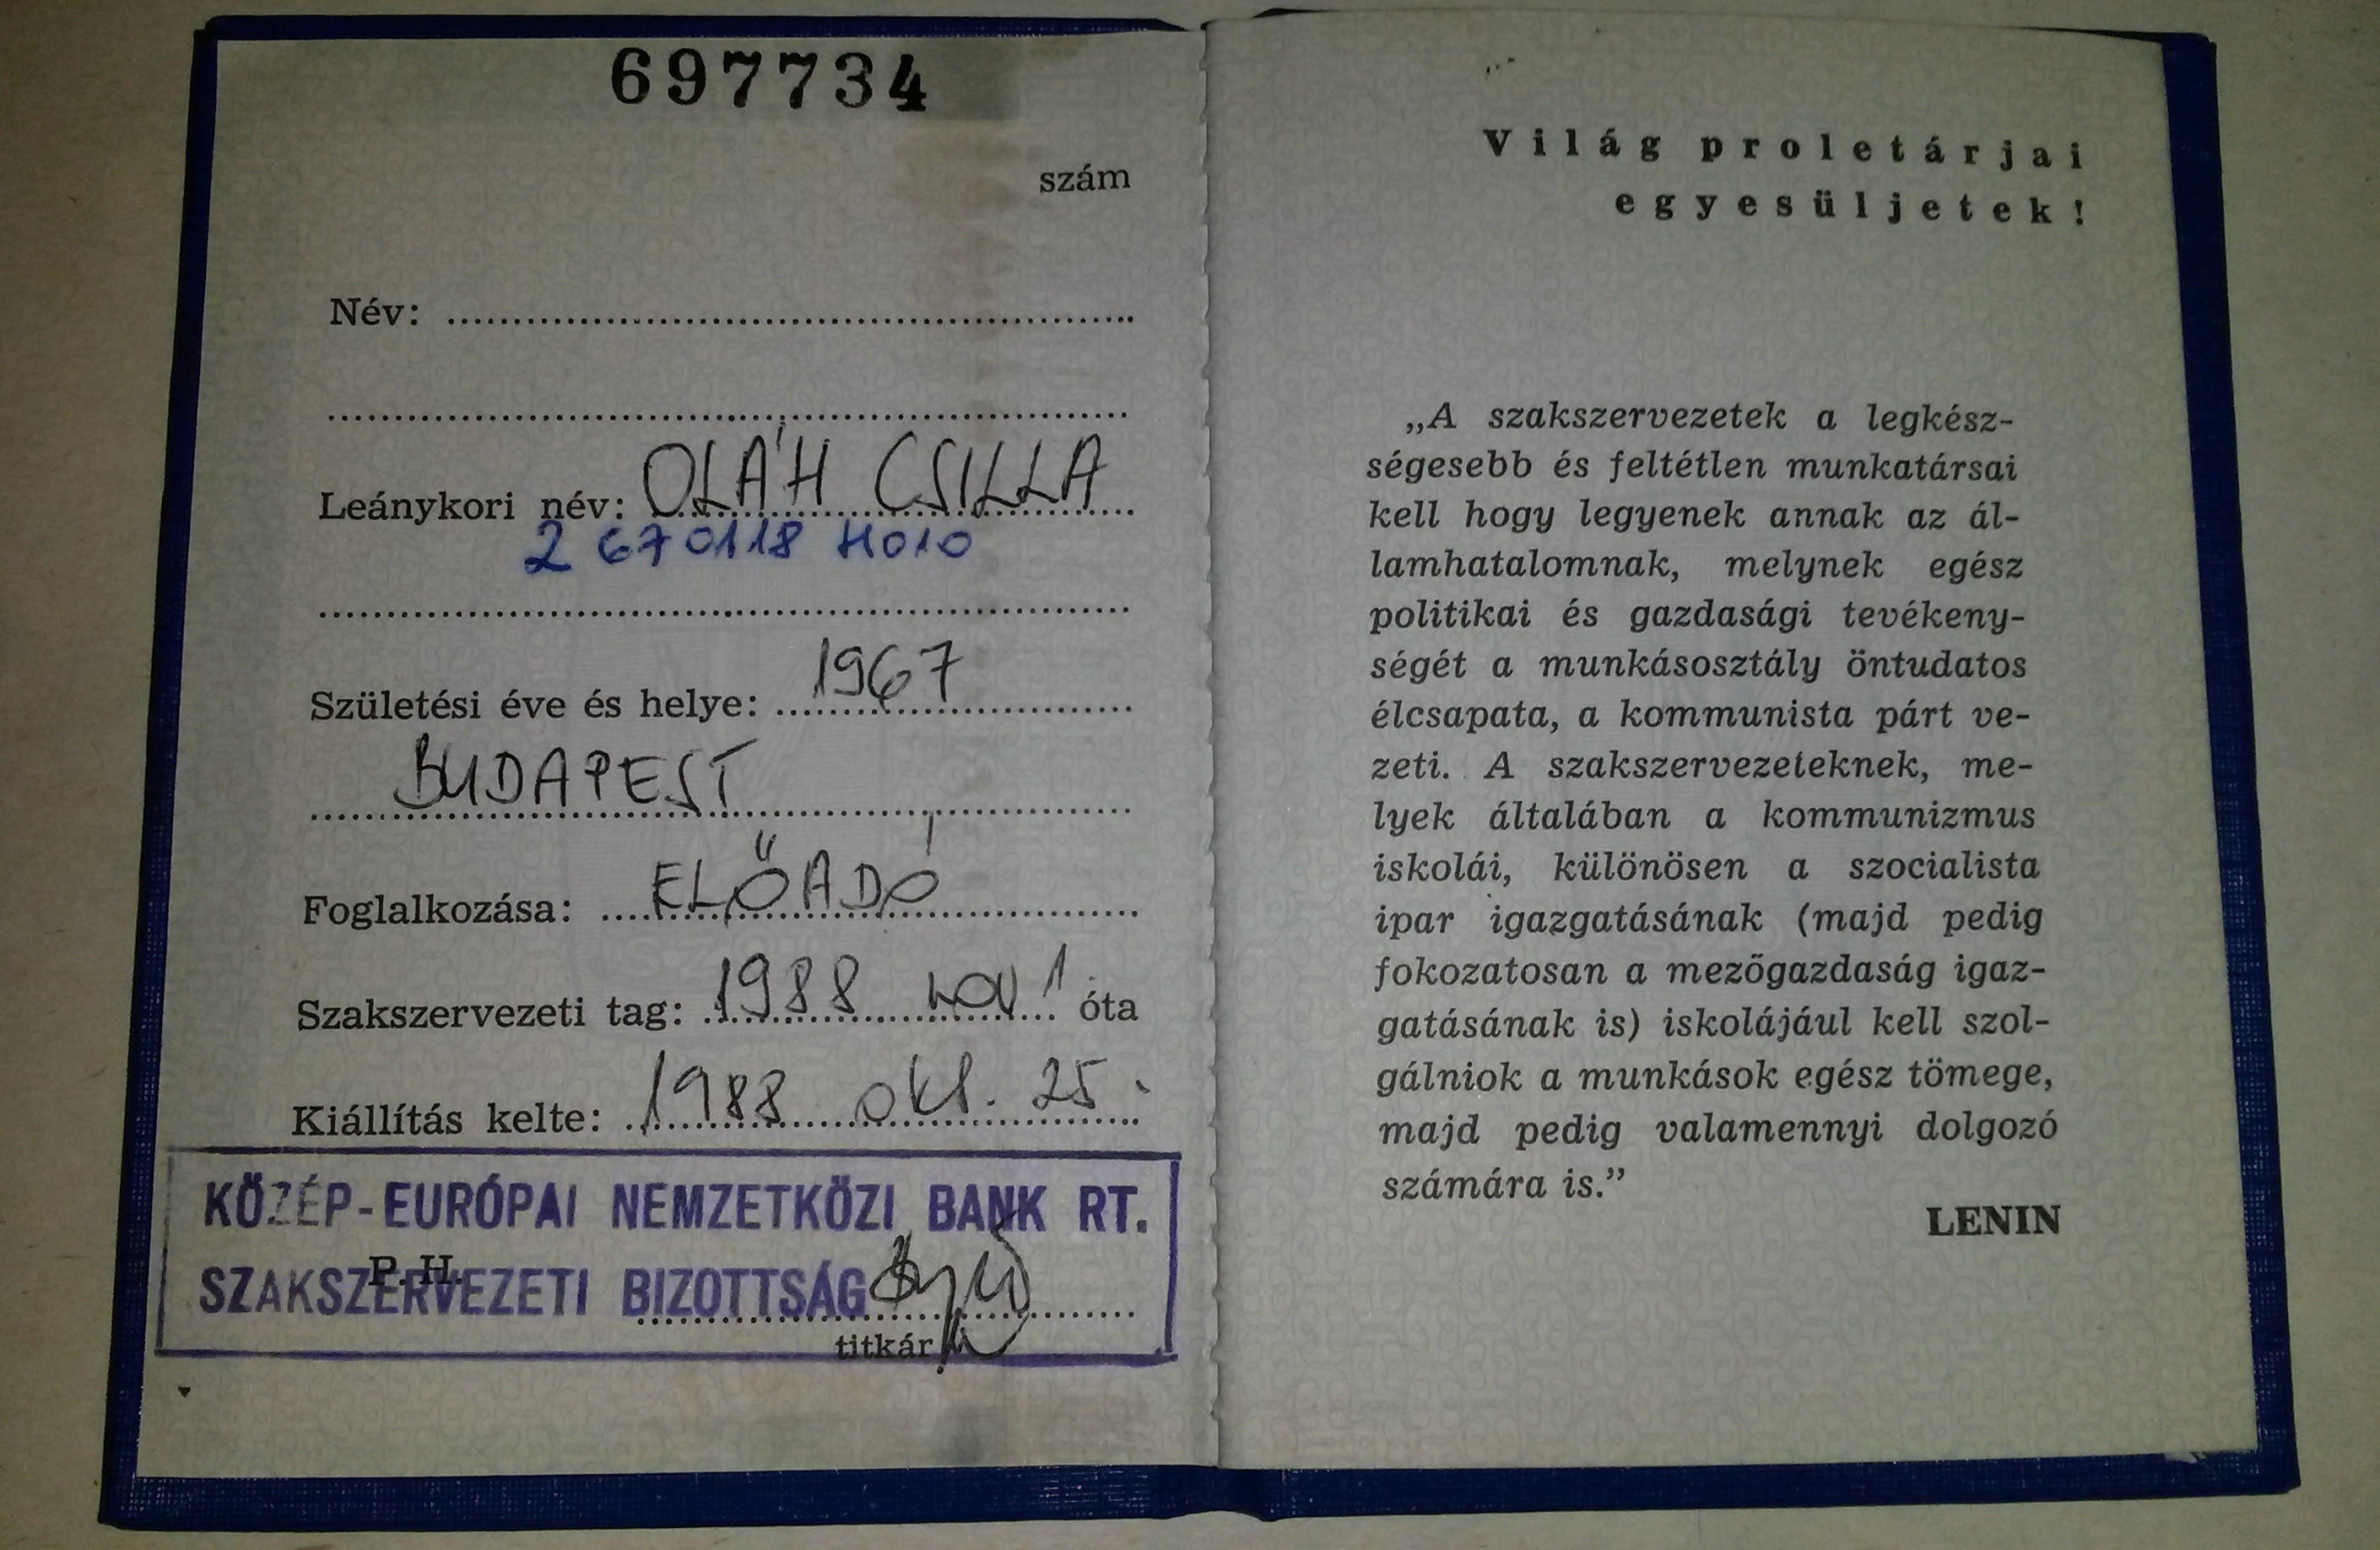 697734
szám
Név:
Leánykori név: OLÁH CSILLA
2 670118 4010
Születési éve és helye: 1967
BUDAPEST
Foglalkozása: ELŐADÓ
Szakszervezeti tag: 1988 nov 1. óta
Kiállítás kelte: 1988 okt. 25.
KÖZÉP-EURÓPAI NEMZETKÖZI BANK RT.
P. H.
SZAKSZERVEZETI BIZOTTSÁG
titkár
Világ proletárjai
egyesüljetek!
„A szakszervezetek a legkész-
ségesebb és feltétlen munkatársai
kell hogy legyenek annak az ál-
lamhatalomnak, melynek egész
politikai és gazdasági tevékeny-
ségét a munkásosztály öntudatos
élcsapata, a kommunista párt ve-
zeti. A szakszervezeteknek, me-
lyek általában a kommunizmus
iskolái, különösen a szocialista
ipar igazgatásának (majd pedig
fokozatosan a mezőgazdaság igaz-
gatásának is) iskolájául kell szol-
gálniok a munkások egész tömege,
majd pedig valamennyi dolgozó
számára is.”
LENIN